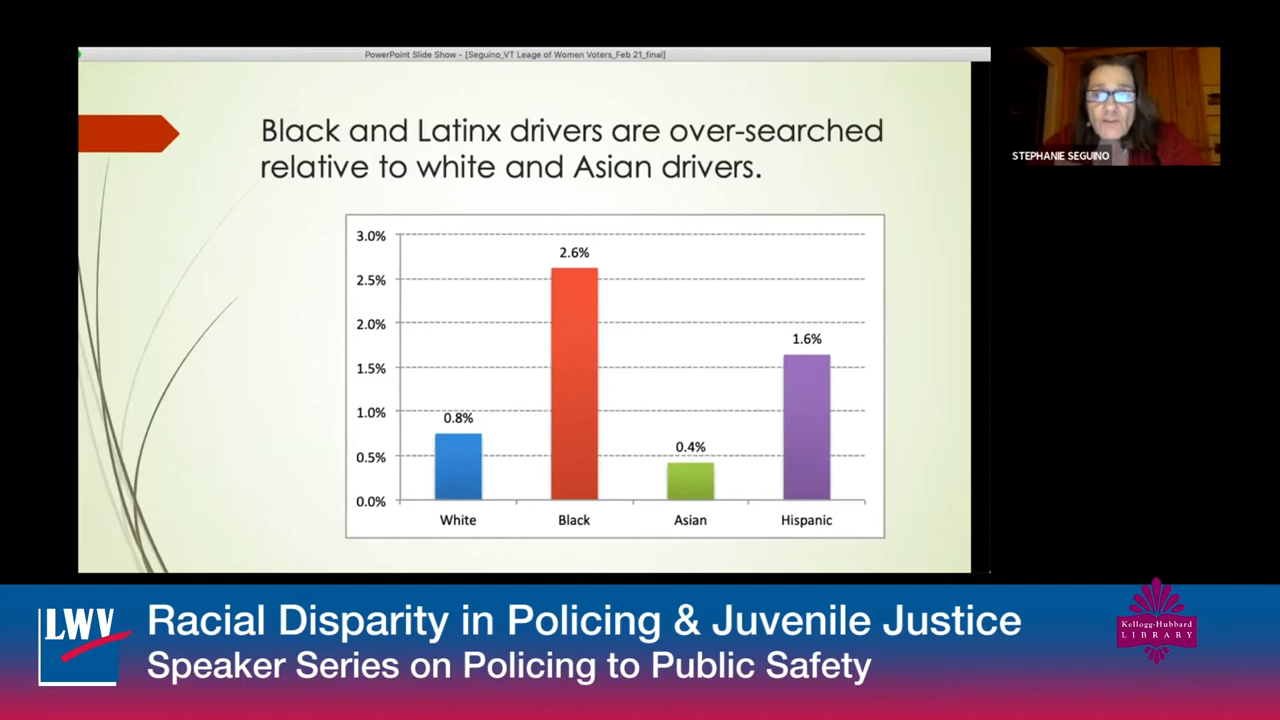 PowerPoint Slide Show - [Seguino_VT Leage of Women Voters_Feb 21_final]
Black and Latinx drivers are over-searched
relative to white and Asian drivers.
3.0%
2.5%
2.0%
1.5%
1.0%
0.5%
0.0%
0.8%
2.6%
0.4%
1.6%
White
Black
Asian
Hispanic
STEPHANIE SEGUINO
LWV
Racial Disparity in Policing & Juvenile Justice
Speaker Series on Policing to Public Safety
Kellogg-Hubbard
LIBRARY